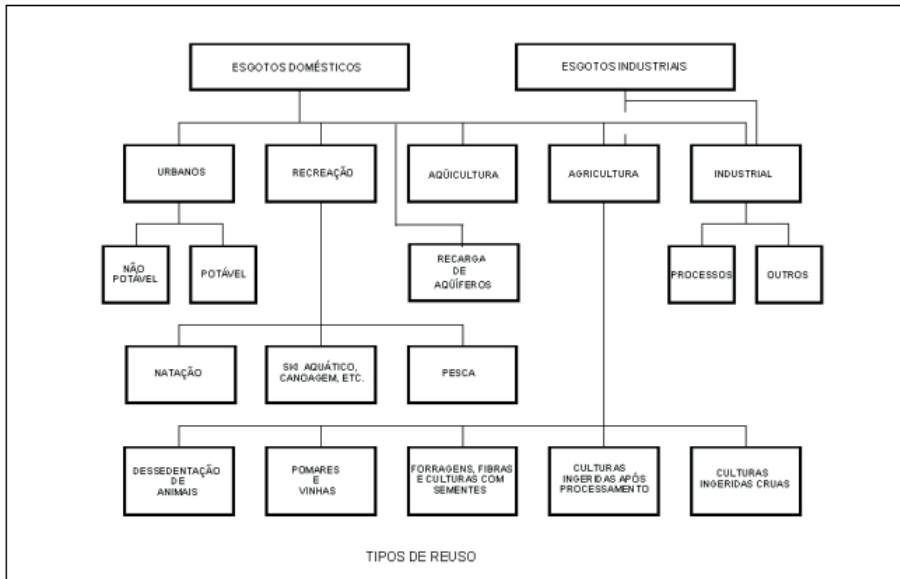 ESGOTOS DOMÉSTICOS
ESGOTOS INDUSTRIAIS
URBANOS
RECREAÇÃO
AQÜICULTURA
AGRICULTURA
INDUSTRIAL
NÃO
POTÁVEL
POTÁVEL
RECARGA
DE
AQÜÍFEROS
PROCESSOS
OUTROS
NATAÇÃO
SKI AQUÁTICO,
CANOAGEM, ETC.
PESCA
DESSEDENTAÇÃO
DE
ANIMAIS
POMARES
E
VINHAS
FORRAGENS, FIBRAS
E CULTURAS COM
SEMENTES
CULTURAS
INGERIDAS APÓS
PROCESSAMENTO
CULTURAS
INGERIDAS CRUAS
TIPOS DE REUSO